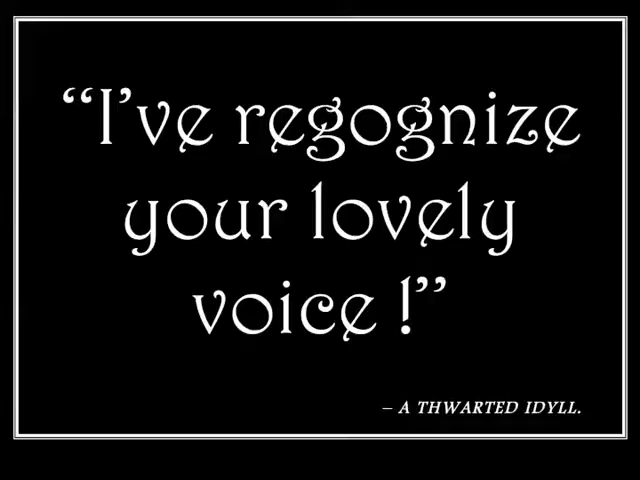 “I’ve regognize
your lovely
voice !”
– A THWARTED IDYLL.